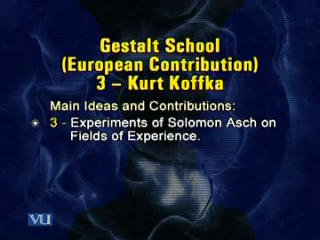 Gestalt School
(European Contribution)
3 – Kurt Koffka
Main Ideas and Contributions:
3 - Experiments of Solomon Asch on
Fields of Experience.
VU